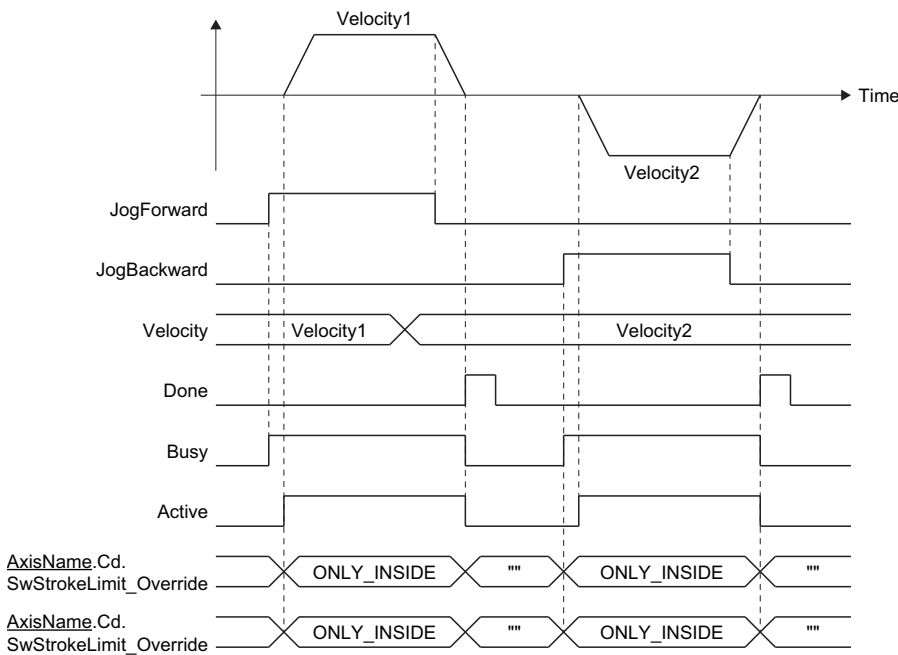 Velocity1
Time
Velocity2
JogForward
JogBackward
Velocity Velocity1 Velocity2
Done
Busy
Active
AxisName.Cd.
SwStrokeLimit_Override ONLY_INSIDE "" ONLY_INSIDE ""
AxisName.Cd.
SwStrokeLimit_Override ONLY_INSIDE "" ONLY_INSIDE ""